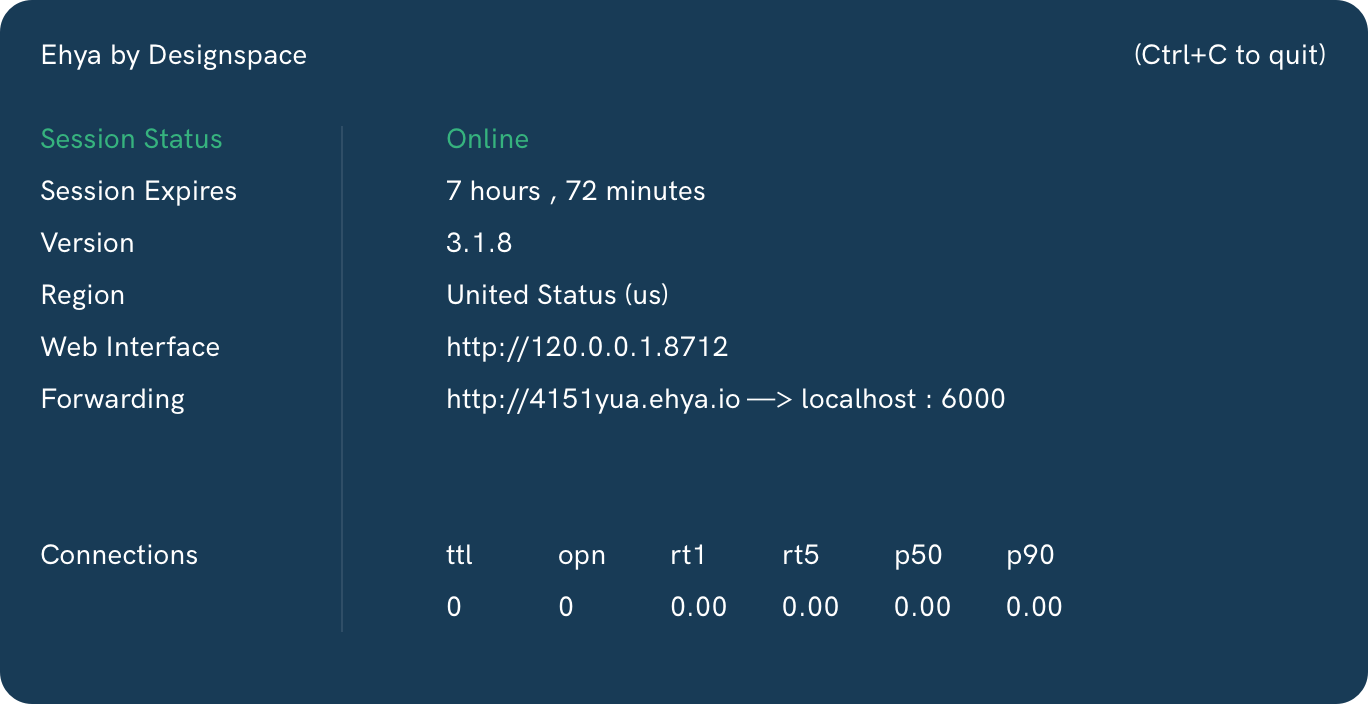 Ehya by Designspace (Ctrl+C to quit)
Session Status Online
Session Expires 7 hours , 72 minutes
Version 3.1.8
Region United Status (us)
Web Interface http://120.0.0.1.8712
Forwarding http://4151yua.ehya.io —> localhost : 6000
Connections ttl opn rt1 rt5 p50 p90
0 0 0.00 0.00 0.00 0.00